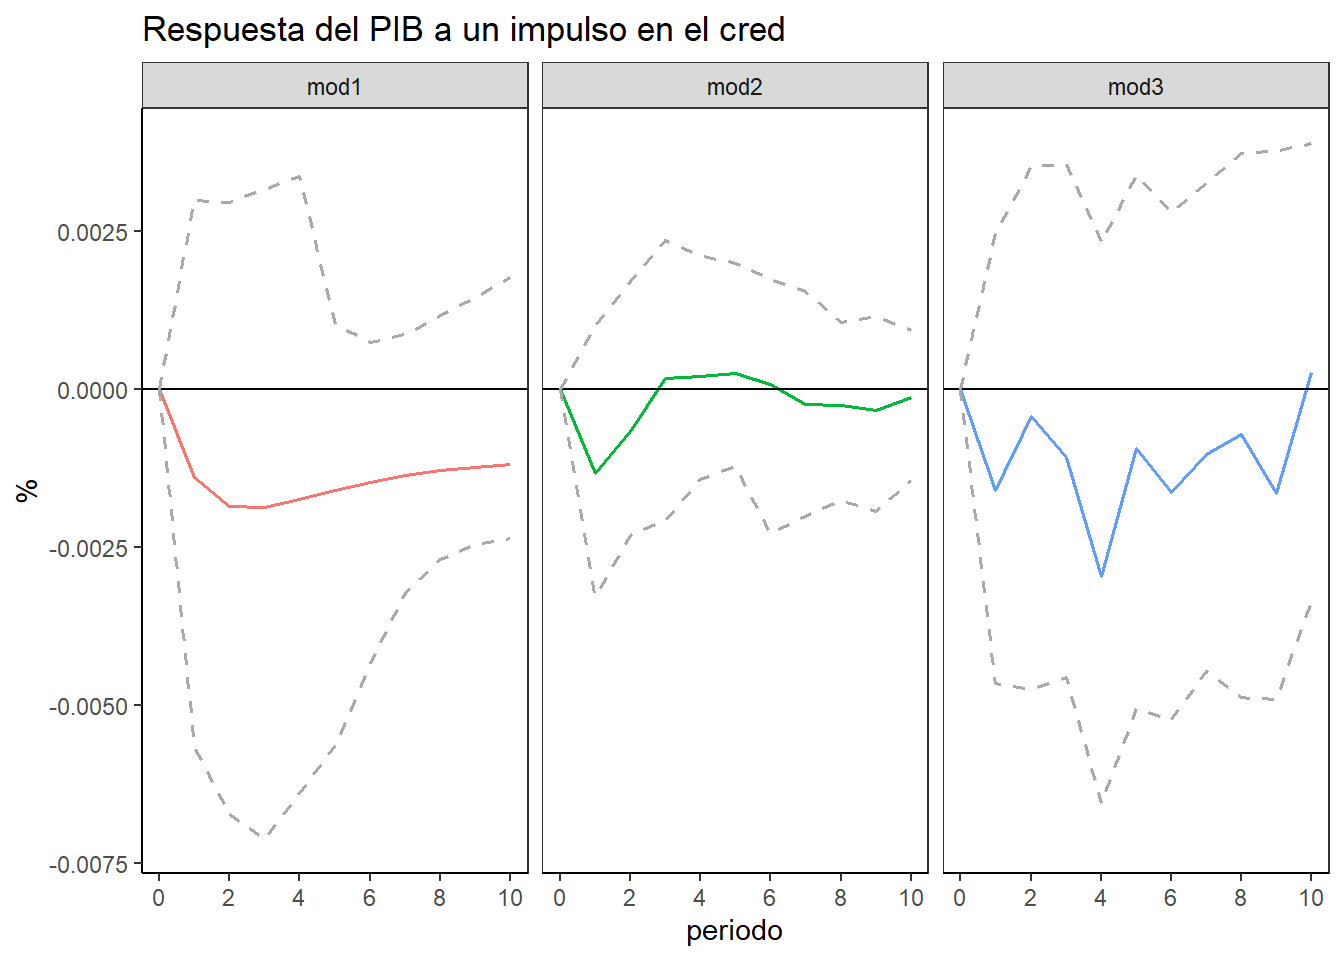 Respuesta del PIB a un impulso en el cred
mod1 mod2 mod3
%
0.0025
0.0000
-0.0025
-0.0050
-0.0075
0 2 4 6 8 10 0 2 4 6 8 10 0 2 4 6 8 10
periodo